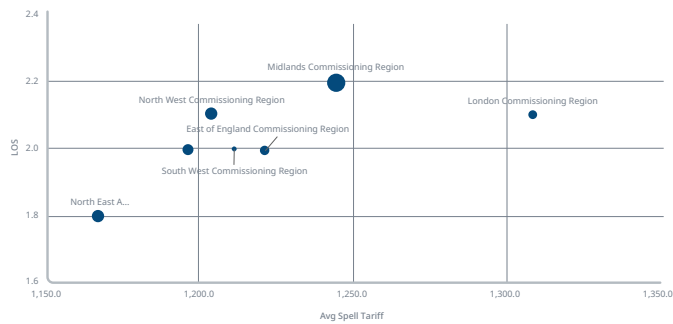 2.4
Midlands Commissioning Region
2.2
North West Commissioning Region
London Commissioning Region
East of England Commissioning Region
LOS
2.0
South West Commissioning Region
North East A...
1.8
1.6
1,150.0
1,200.0
1,250.0
1,300.0
1,350.0
Avg Spell Tariff